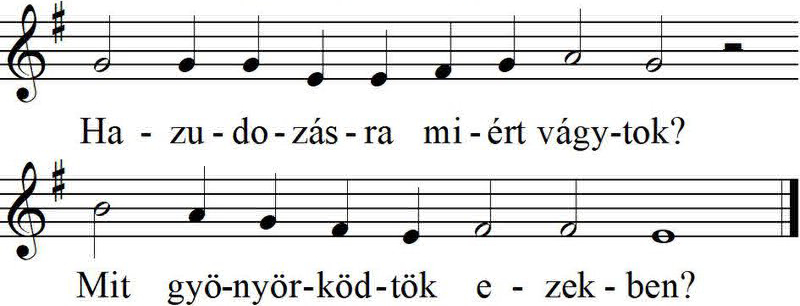 Ha - zu - do - zás - ra mi - ért vágy - tok?
Mit gyö - nyör - köd - tök e - zek - ben?